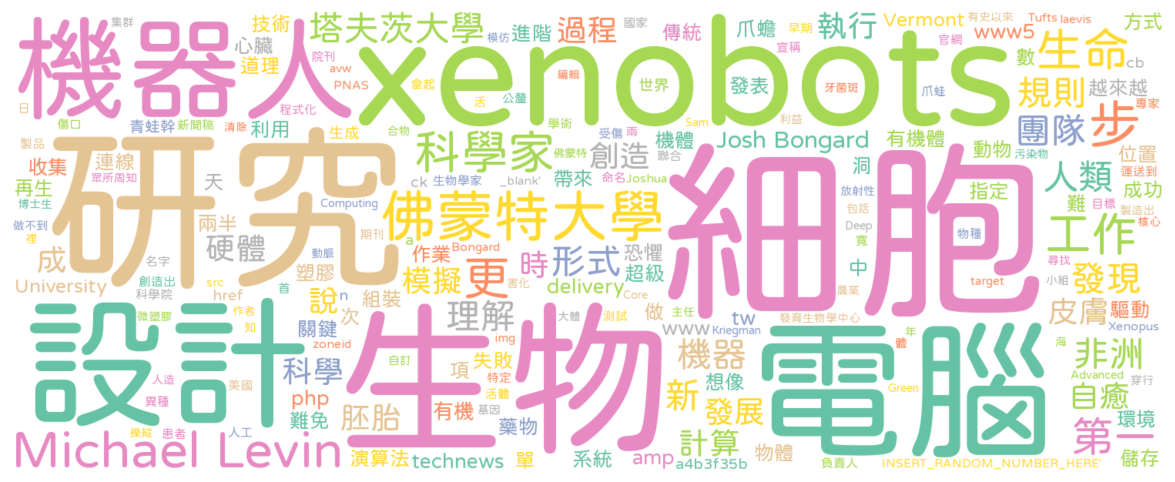 集群
技術
塔夫茨大學
模仿
進階
過程
國家
傳統
爪蟾
早期
執行
Vermont
有史以來
Tufts
laevis
方式
機器人
xenobots
心臟
道理
院刊
avw
PNAS
編輯
拿起
世界
宣稱
發表
牙菌斑
官網
www5
數
生命
cb
規則
越來越
日
程式化
活
公釐
爪蛙
專家
傷口
青蛙幹
新聞稿
清除
利用
生成
合物
學術
受傷
兩
Sam
利益
團隊
步
製品
研究
科學家
機體
創造
Josh Bongard
有機體
動物
污染物
位置
收集
連線
眾所周知
佛蒙特
聯合
細胞
洞
運送到
再生
天
ck
生物學家
_blank'
帶來
命名
Joshua
放射性
指定
難
人類
成功
博士生
Computing
佛蒙特大學
包括
目標
製造出
做不到
裡
兩半
動脈
期刊
a
作業
Bongard
恐懼
Deep
寬
物種
工作
核心
成
名字
硬體
塑膠
模擬
更
時
形式
超級
中
尋找
University
創造出
科學院
src
href
首
害化
delivery
農業
target
小組
發現
微塑膠
作者
知
說
n
組裝
Core
做
皮膚
驅動
設計
關鍵
次
理解
主任
www
tw
Kriegman
發育生物學中心
年
Xenopus
zoneid
生物
大體
測試
img
機器
電腦
體
海
人造
美國
科學
自訂
項
失敗
想像
非洲
異種
php
特定
新
發展
Green
Advanced
穿行
操縱
患者
難免
胚胎
有機
活體
基因
藥物
自癒
環境
人工
計算
物體
第一
Michael Levin
演算法
technews
單
系統
amp
a4b3f35b
負責人
INSERT_RANDOM_NUMBER_HERE'
儲存